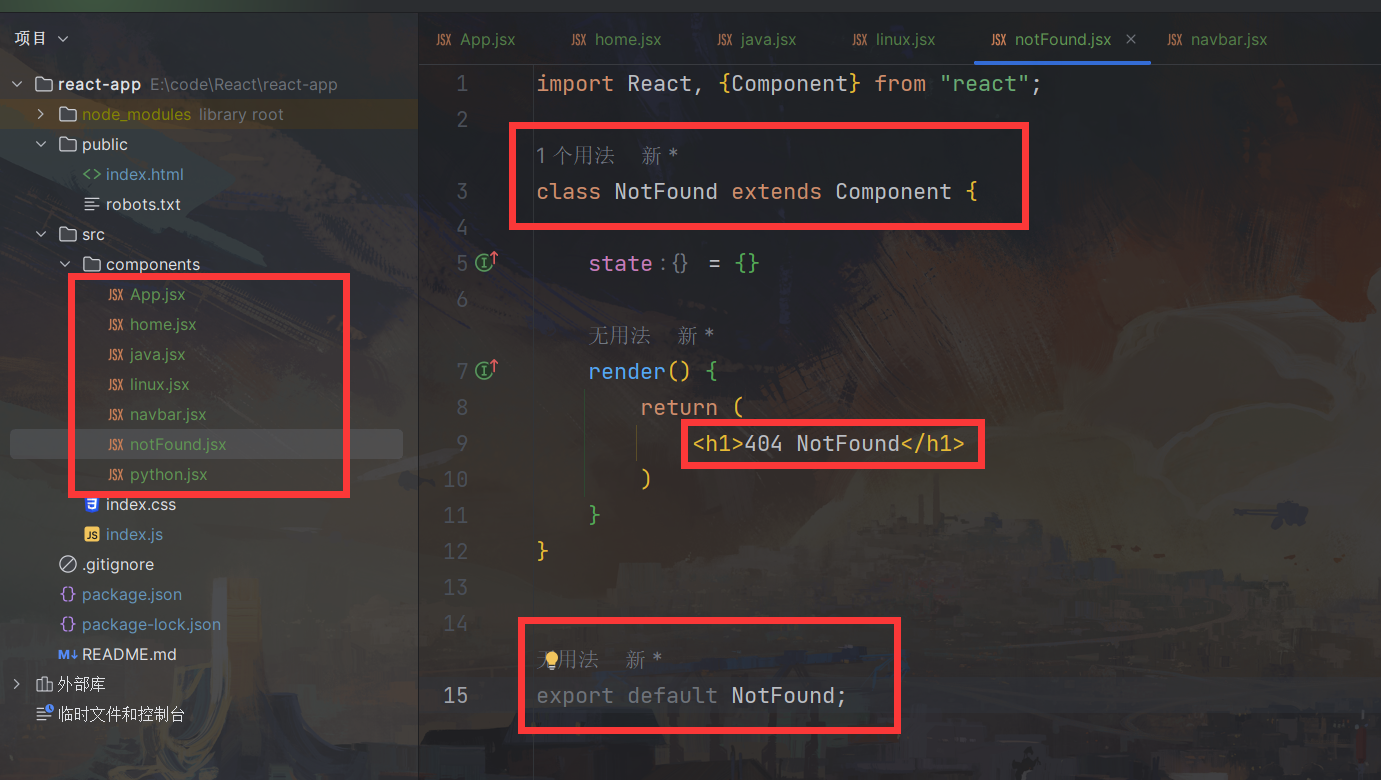 项目
react-app E:\code\React\react-app
node_modules library root
public
<> index.html
robots.txt
src
components
JSX App.jsx
JSX home.jsx
JSX java.jsx
JSX linux.jsx
JSX navbar.jsx
JSX notFound.jsx
JSX python.jsx
index.css
JS index.js
.gitignore
{} package.json
{} package-lock.json
M↓ README.md
外部库
临时文件和控制台
JSX App.jsx JSX home.jsx JSX java.jsx JSX linux.jsx JSX notFound.jsx × JSX navbar.jsx
1 import React, {Component} from "react";
2
1 个用法 新 *
3 class NotFound extends Component {
4
5 state : {} = {}
6
无用法 新 *
7 render() {
8 return (
9 <h1>404 NotFound</h1>
10 )
11 }
12 }
13
14
无用法 新 *
15 export default NotFound;